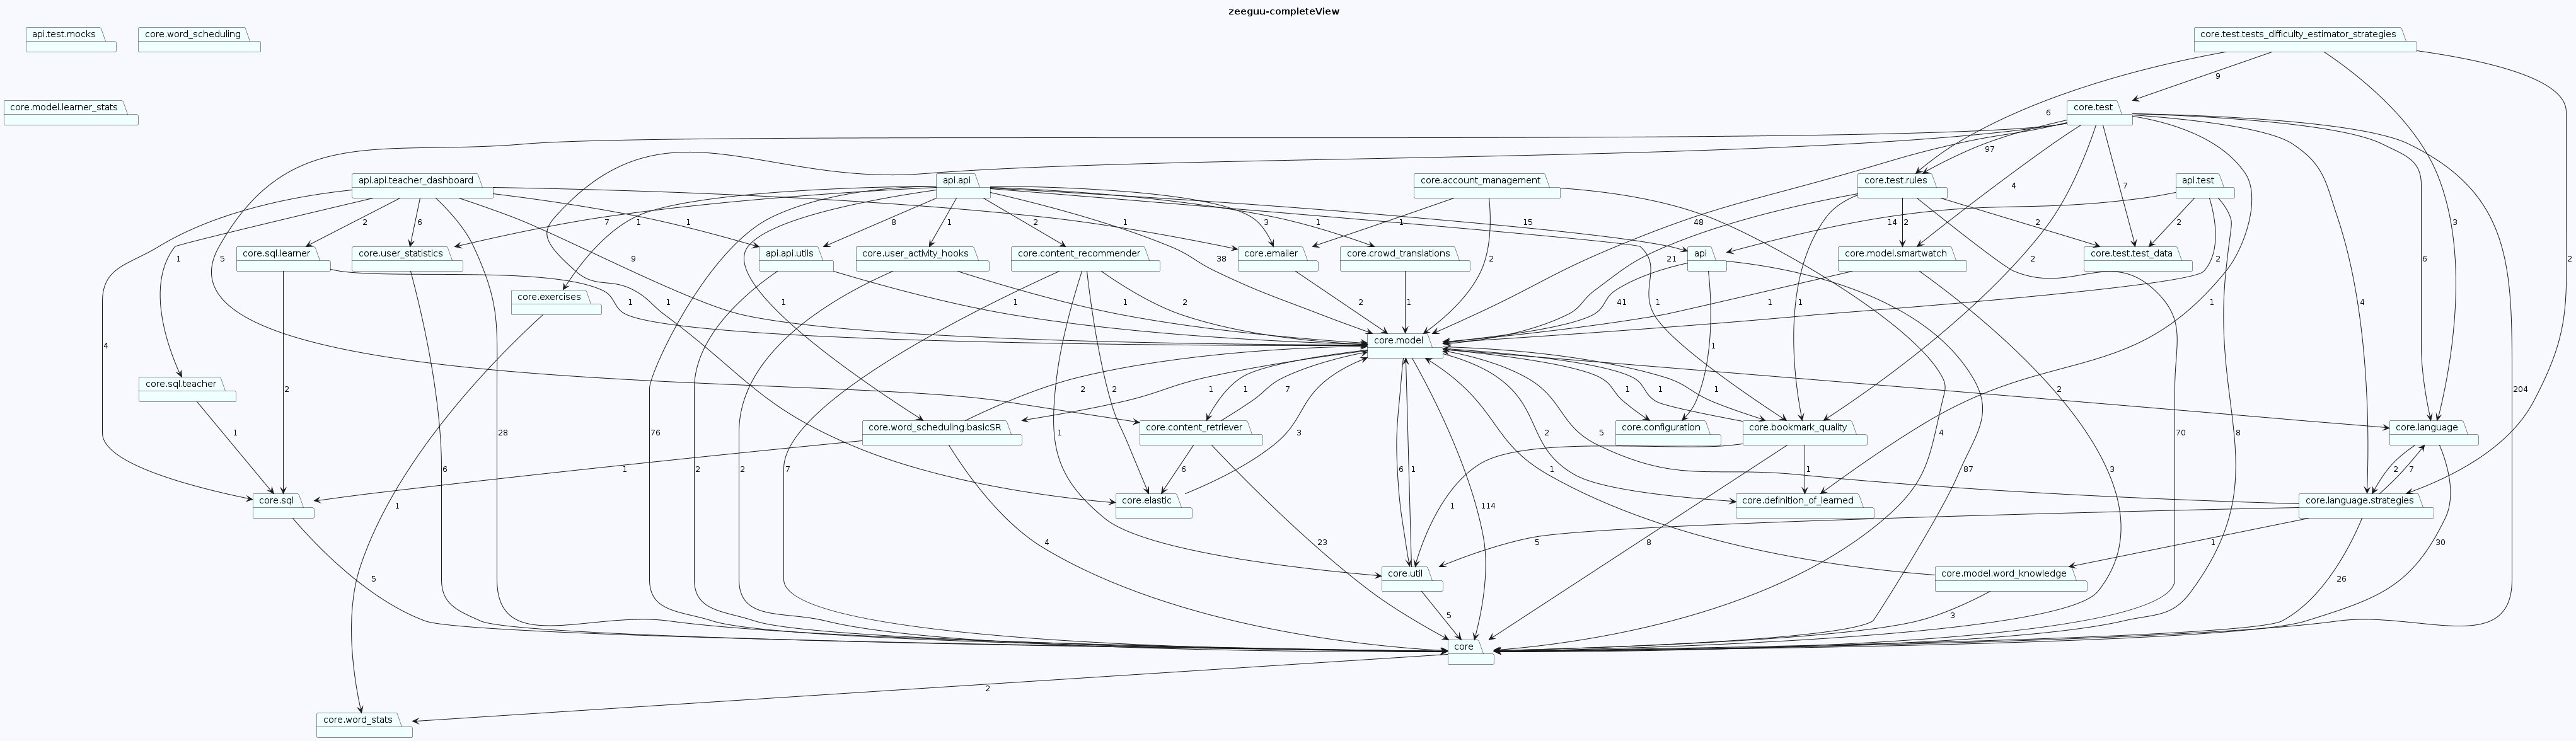 zeeguu-completeView
api.test.mocks
core.word_scheduling
core.test.tests_difficulty_estimator_strategies
9
core.model.learner_stats
core.test
6
97
api.api.teacher_dashboard
api.api
core.account_management
core.test.rules
api.test
4
7
3
2
2
6
1
7
1
8
1
2
1
3
1
15
1
48
14
2
2
2
6
core.sql.learner
core.user_statistics
api.api.utils
core.user_activity_hooks
core.content_recommender
core.emailer
core.crowd_translations
api
core.model.smartwatch
core.test.test_data
1
5
9
38
2
21
2
2
core.exercises
1
1
1
1
1
2
2
1
41
1
1
1
4
1
4
core.model
core.sql.teacher
2
1
core.word_scheduling.basicSR
core.content_retriever
core.configuration
core.bookmark_quality
core.language
2
1
1
7
1
1
1
2
204
1
28
76
7
1
2
2
5
4
70
8
core.sql
1
6
2
2
1
6
3
6
1
1
2
1
3
87
2
7
core.elastic
core.definition_of_learned
core.language.strategies
1
114
1
5
4
23
8
1
30
core.util
core.model.word_knowledge
5
26
5
3
core
2
core.word_stats